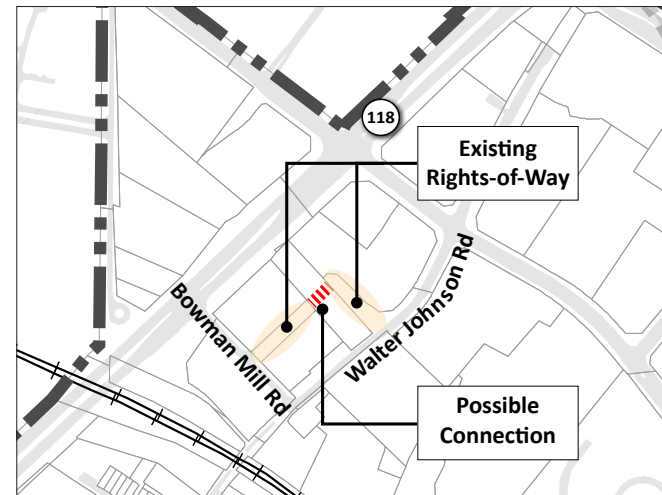 118
Existing
Rights-of-Way
Bowman Mill Rd
Walter Johnson Rd
Possible
Connection